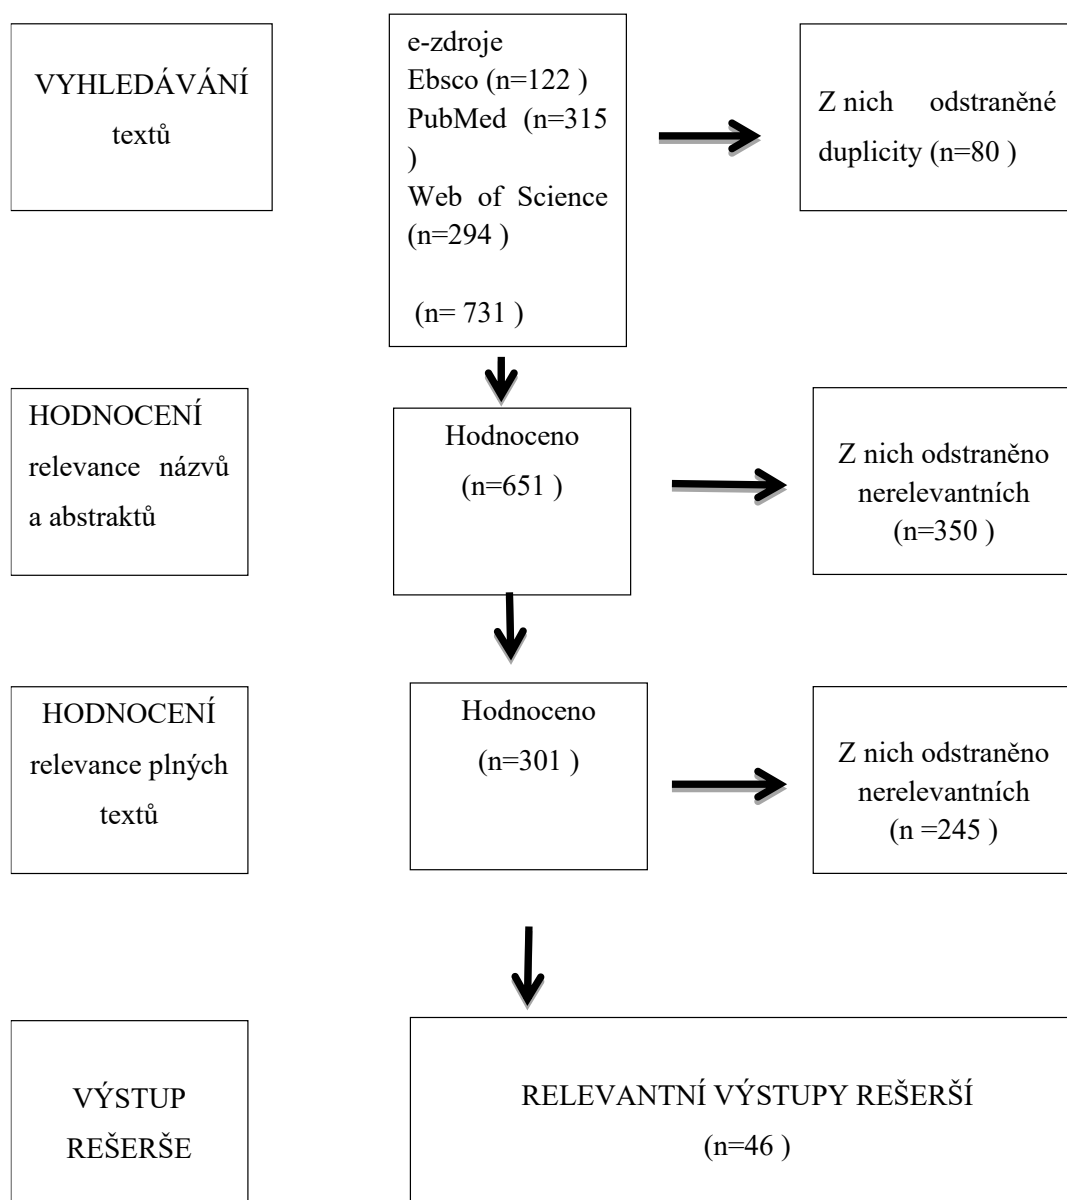 VYHLEDÁVÁNÍ
textů
e-zdroje
Ebsco (n=122 )
PubMed (n=315
)
Web of Science
(n=294 )
(n= 731 )
Z nich odstraněné
duplicity (n=80 )
HODNOCENÍ
relevance názvů
a abstraktů
Hodnoceno
(n=651 )
Z nich odstraněno
nerelevantních
(n=350 )
HODNOCENÍ
relevance plných
textů
Hodnoceno
(n=301 )
Z nich odstraněno
nerelevantních
(n =245 )
VÝSTUP
REŠERŠE
RELEVANTNÍ VÝSTUPY REŠERŠÍ
(n=46 )